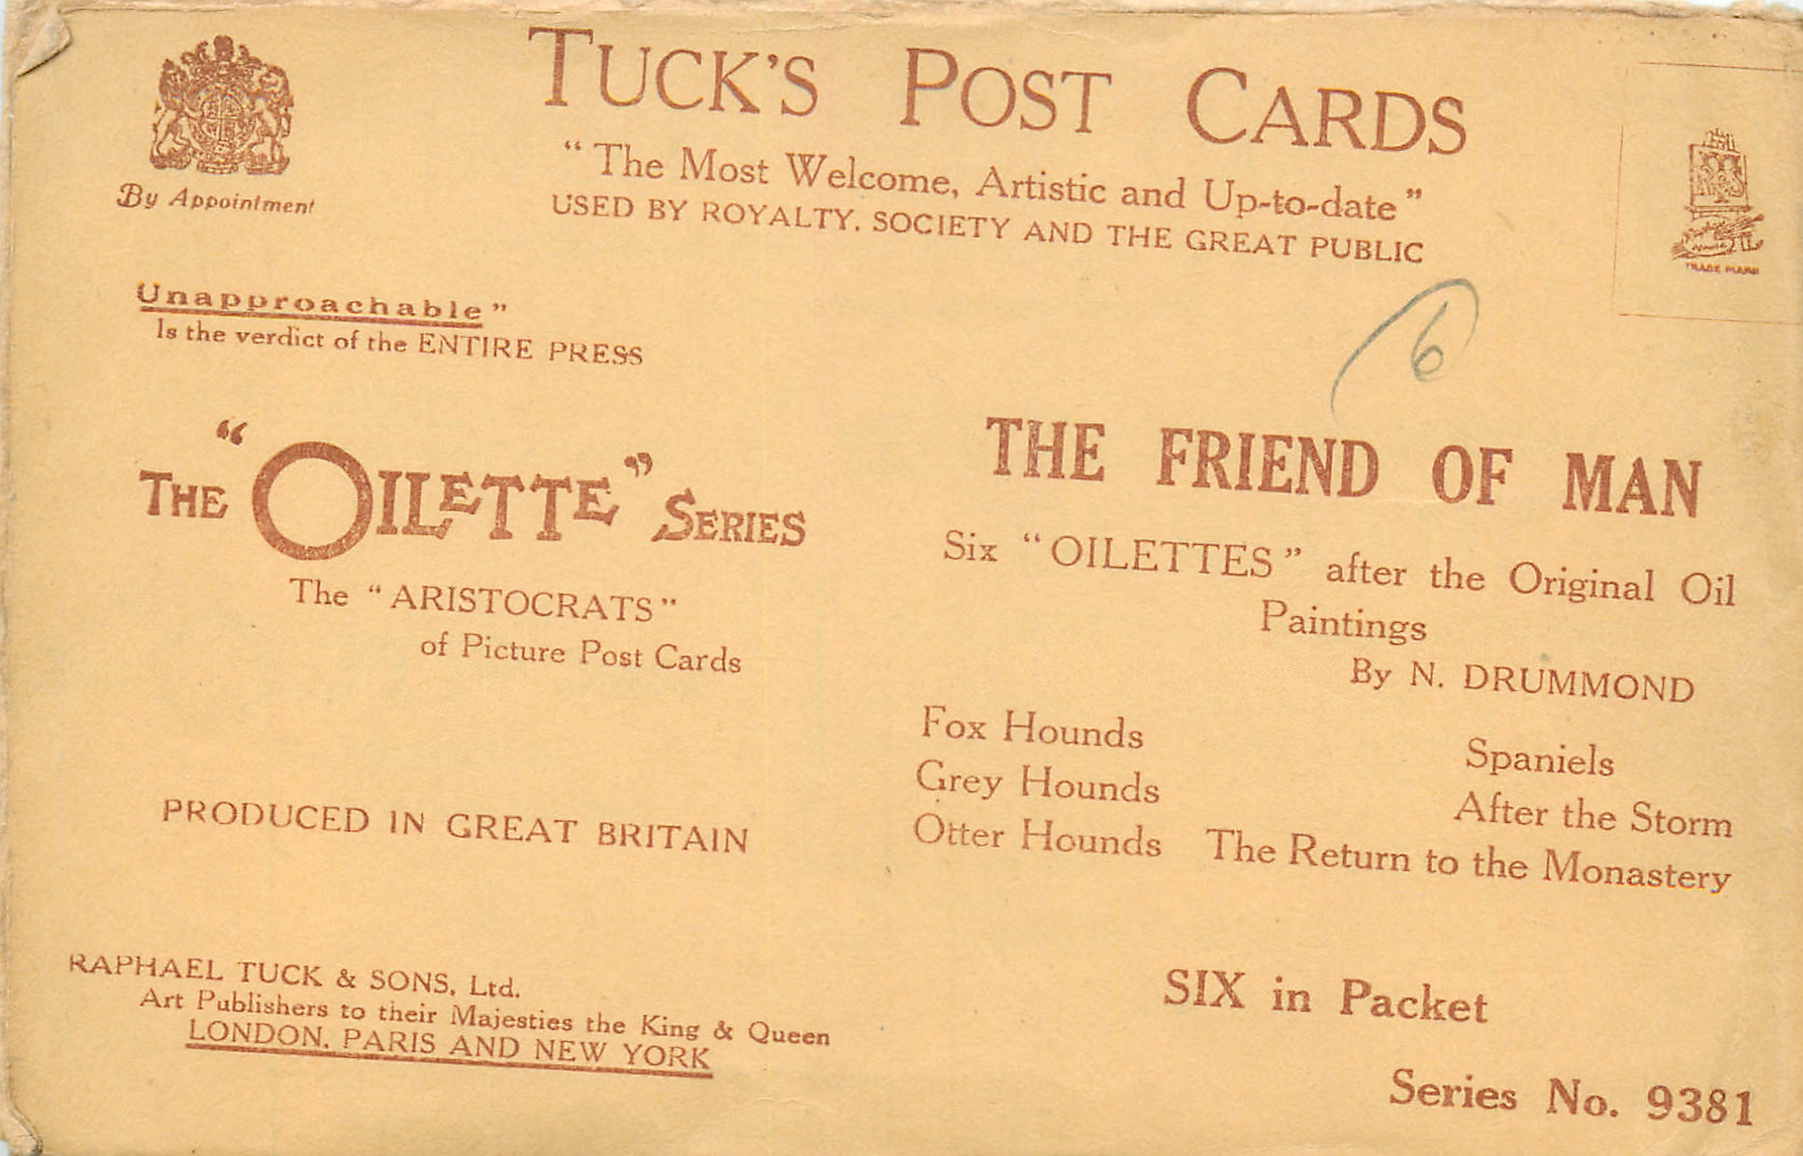 TUCK'S POST CARDS
"The Most Welcome, Artistic and Up-to-date"
USED BY ROYALTY, SOCIETY AND THE GREAT PUBLIC
By Appointment
TRADE MARK
Unapproachable"
Is the verdict of the ENTIRE PRESS
6
THE "OILETTE" SERIES
The "ARISTOCRATS"
of Picture Post Cards
PRODUCED IN GREAT BRITAIN
RAPHAEL TUCK & SONS, Ltd.
Art Publishers to their Majesties the King & Queen
LONDON, PARIS AND NEW YORK
THE FRIEND OF MAN
Six "OILETTES" after the Original Oil
Paintings
By N. DRUMMOND
Fox Hounds
Grey Hounds
Otter Hounds
Spaniels
After the Storm
The Return to the Monastery
SIX in Packet
Series No. 9381